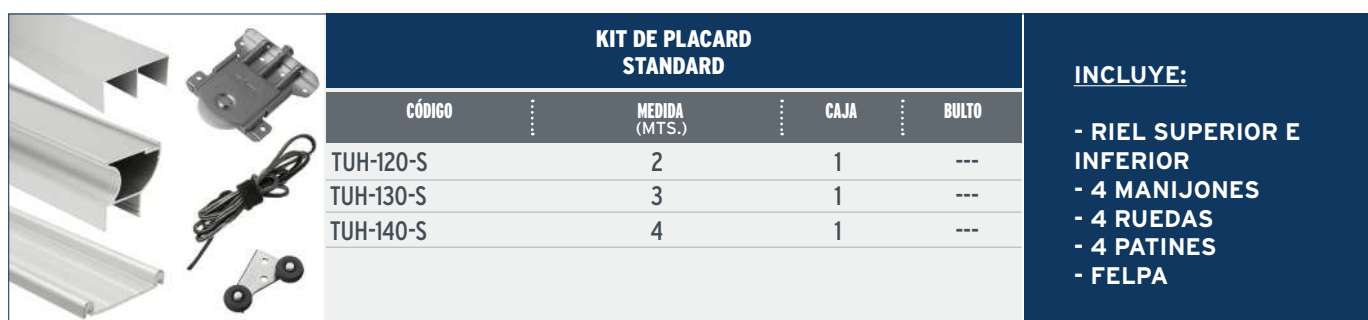 KIT DE PLACARD
STANDARD
CÓDIGO MEDIDA (MTS.) CAJA BULTO
TUH-120-S 2 1 ---
TUH-130-S 3 1 ---
TUH-140-S 4 1 ---
INCLUYE:
- RIEL SUPERIOR E
INFERIOR
- 4 MANIJONES
- 4 RUEDAS
- 4 PATINES
- FELPA